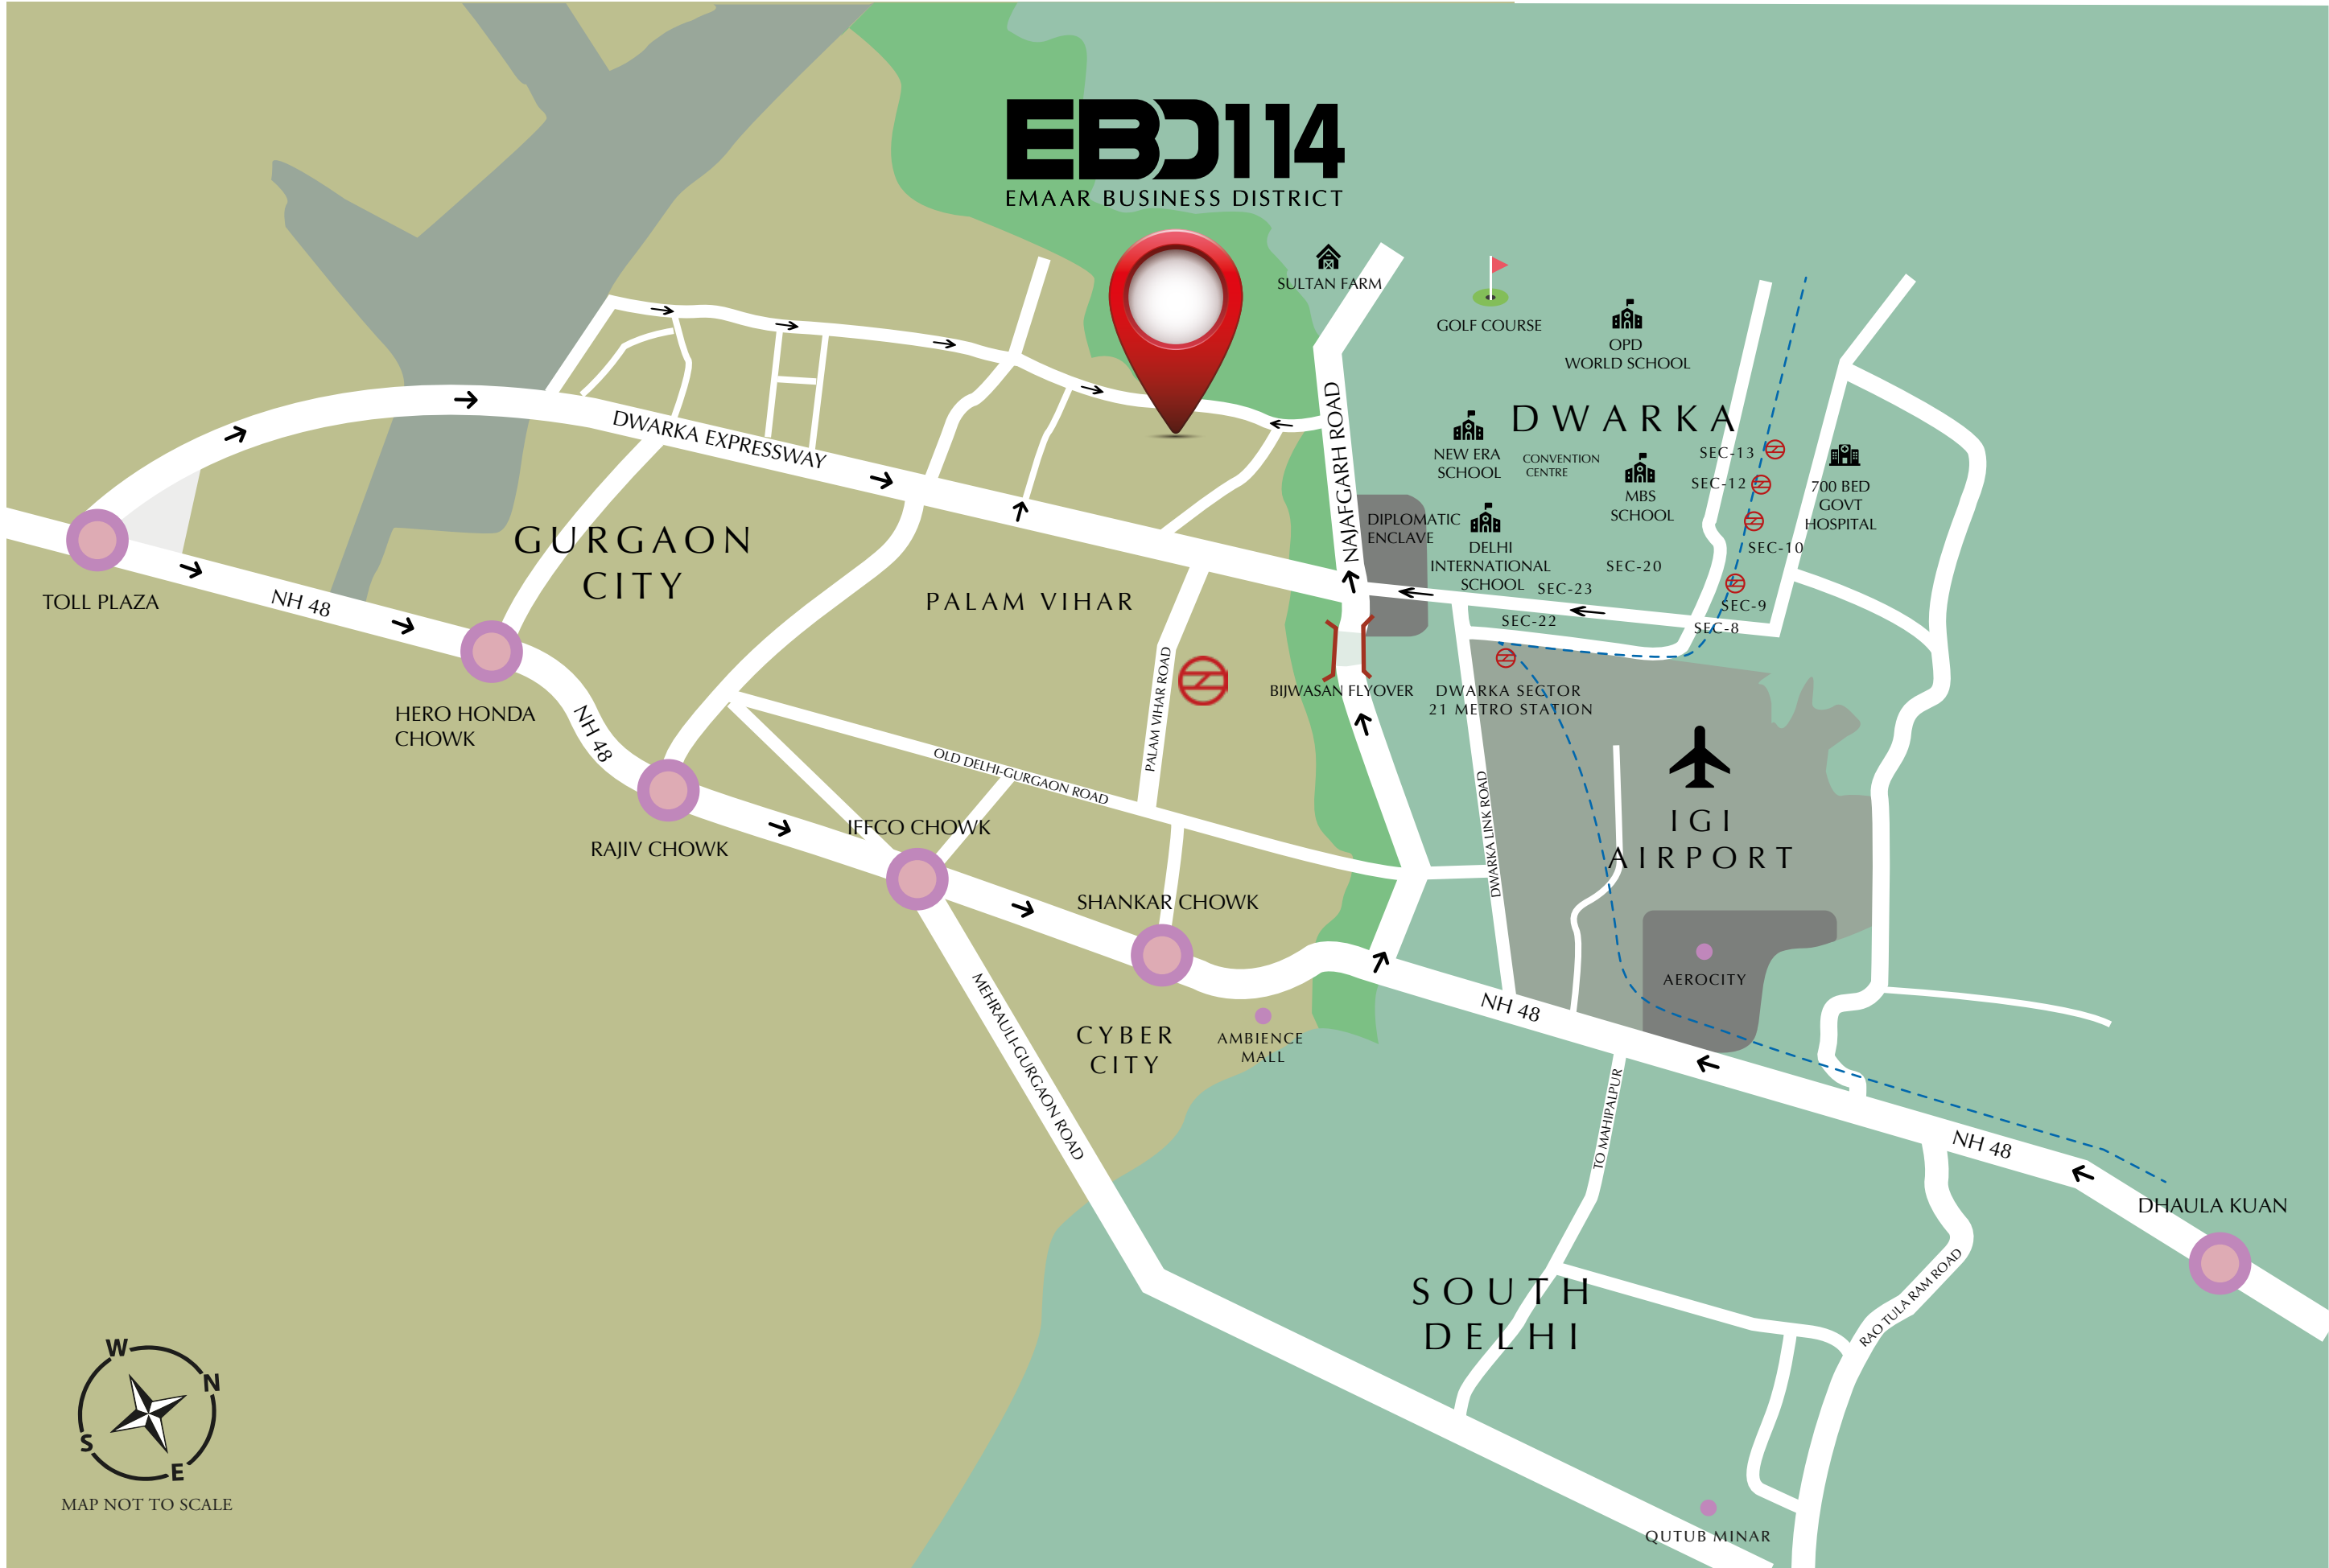 EBD114
EMAAR BUSINESS DISTRICT
SULTAN FARM
GOLF COURSE
OPD
WORLD SCHOOL
DWARKA
NAJAFGARH ROAD
NEW ERA
SCHOOL
CONVENTION
CENTRE
MBS
SCHOOL
SEC-13
SEC-12
700 BED
GOVT
HOSPITAL
DIPLOMATIC
ENCLAVE
DELHI
INTERNATIONAL
SCHOOL
SEC-10
SEC-20
SEC-23
SEC-9
SEC-22
SEC-8
DWARKA EXPRESSWAY
GURGAON
CITY
PALAM VIHAR
TOLL PLAZA
NH 48
HERO HONDA
CHOWK
NH 48
PALAM VIHAR ROAD
BIJWASAN FLYOVER
DWARKA SECTOR
21 METRO STATION
OLD DELHI-GURGAON ROAD
DWARKA LINK ROAD
IGI
AIRPORT
RAJIV CHOWK
IFFCO CHOWK
SHANKAR CHOWK
AEROCITY
NH 48
MEHRAULI-GURGAON ROAD
CYBER
CITY
AMBIENCE
MALL
TO MAHIPALPUR
NH 48
DHAULA KUAN
SOUTH
DELHI
RAO TULA RAM ROAD
W
N
S
E
MAP NOT TO SCALE
QUTUB MINAR